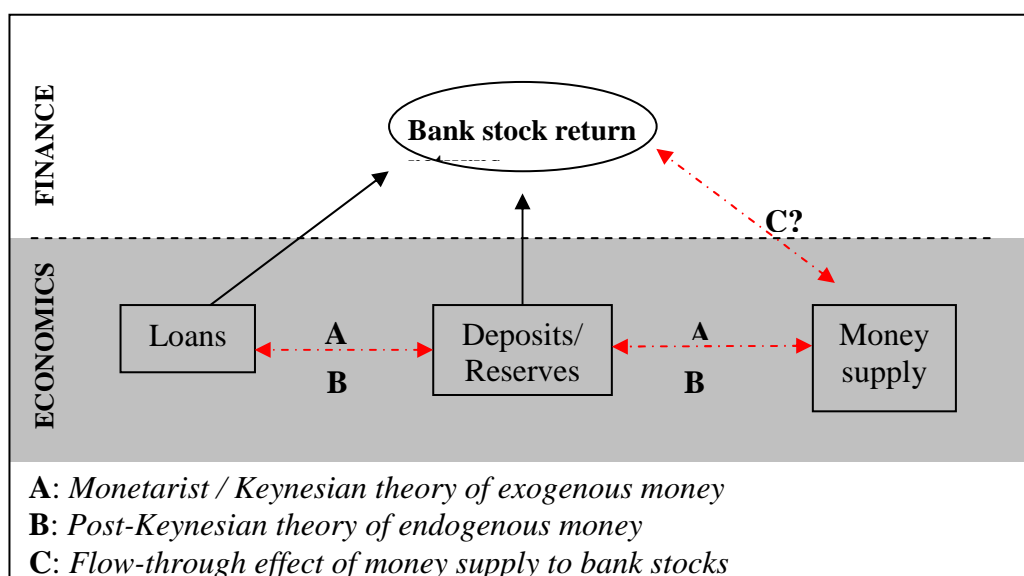 FINANCE
Bank stock return
C?
ECONOMICS
Loans
A
B
Deposits/
Reserves
A
B
Money
supply
A: Monetarist / Keynesian theory of exogenous money
B: Post-Keynesian theory of endogenous money
C: Flow-through effect of money supply to bank stocks